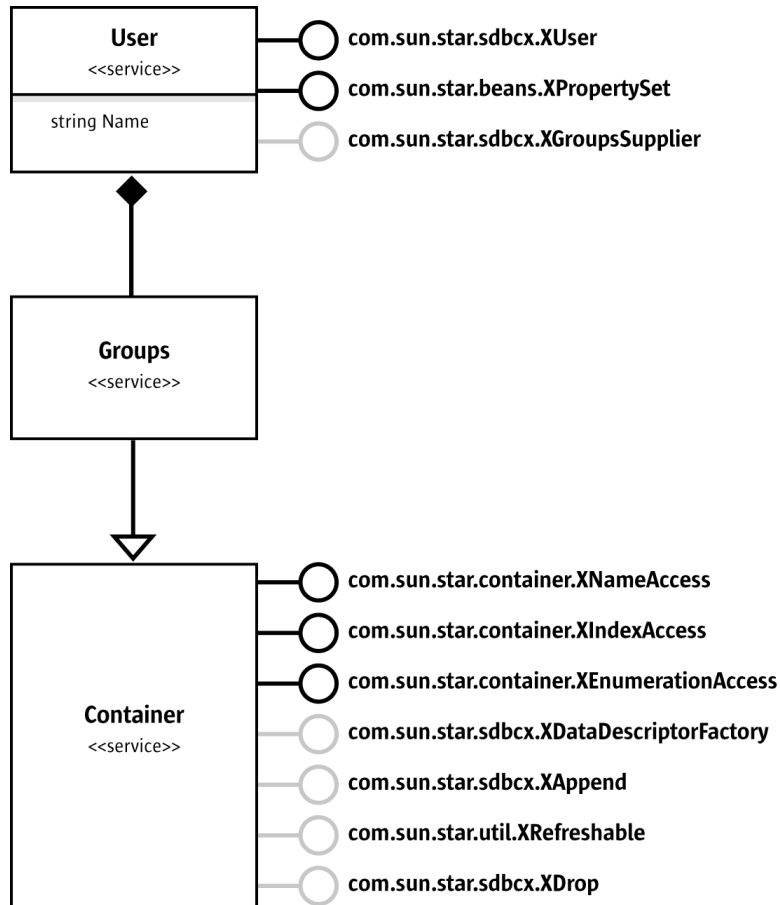 User
<<service>>
string Name
com.sun.star.sdbcx.XUser
com.sun.star.beans.XPropertySet
com.sun.star.sdbcx.XGroupsSupplier
Groups
<<service>>
Container
<<service>>
com.sun.star.container.XNameAccess
com.sun.star.container.XIndexAccess
com.sun.star.container.XEnumerationAccess
com.sun.star.sdbcx.XDataDescriptorFactory
com.sun.star.sdbcx.XAppend
com.sun.star.util.XRefreshable
com.sun.star.sdbcx.XDrop